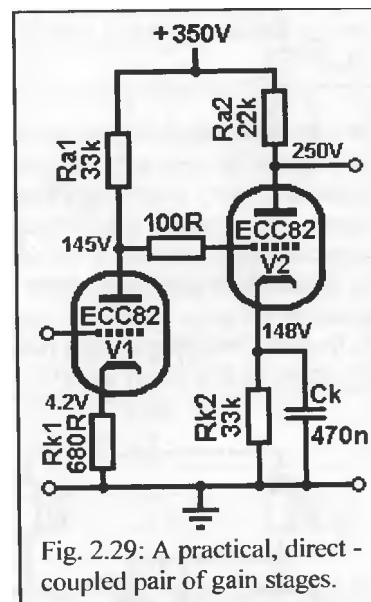 +350V
Ra1
33k
Ra2
22k
250V
100R
145V
ECC82
V2
ECC82
V1
148V
4.2V
Rk1
680R
Rk2
33k
Ck
470n
Fig. 2.29: A practical, direct -
coupled pair of gain stages.